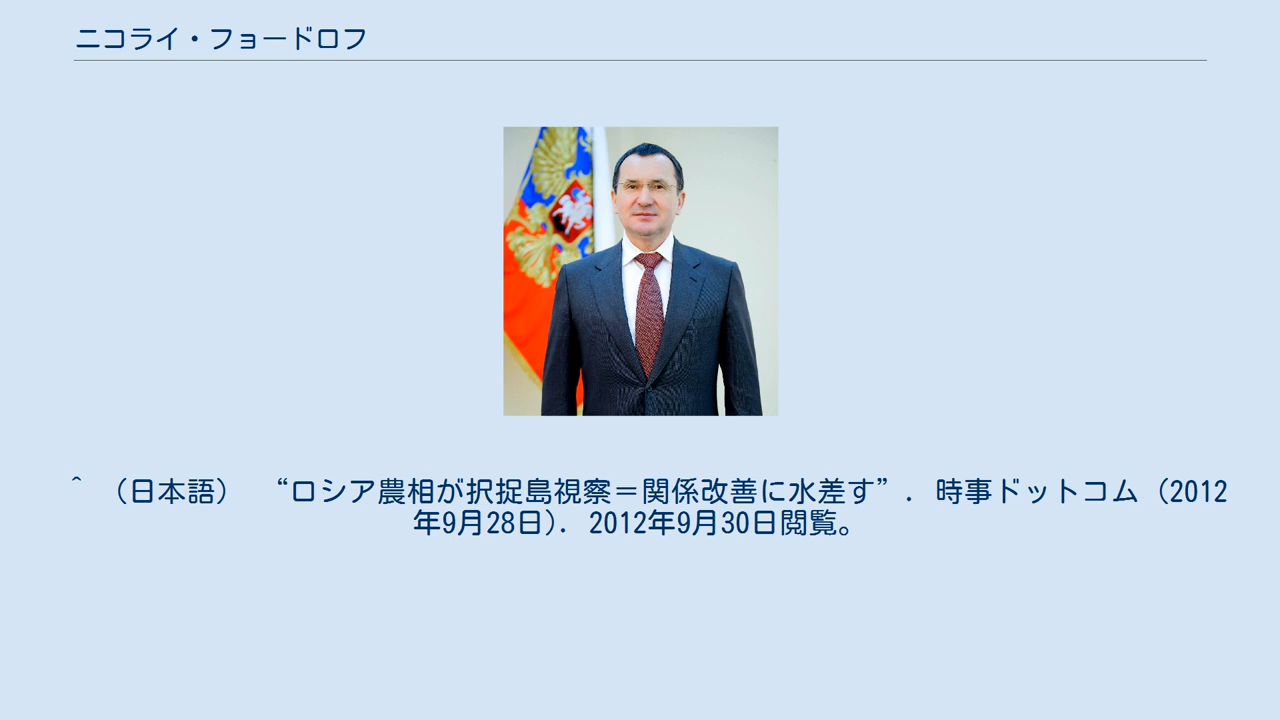 ニコライ・フョードロフ
^ （日本語） “ロシア農相が択捉島視察＝関係改善に水差す”. 時事ドットコム (2012
年9月28日). 2012年9月30日閲覧。